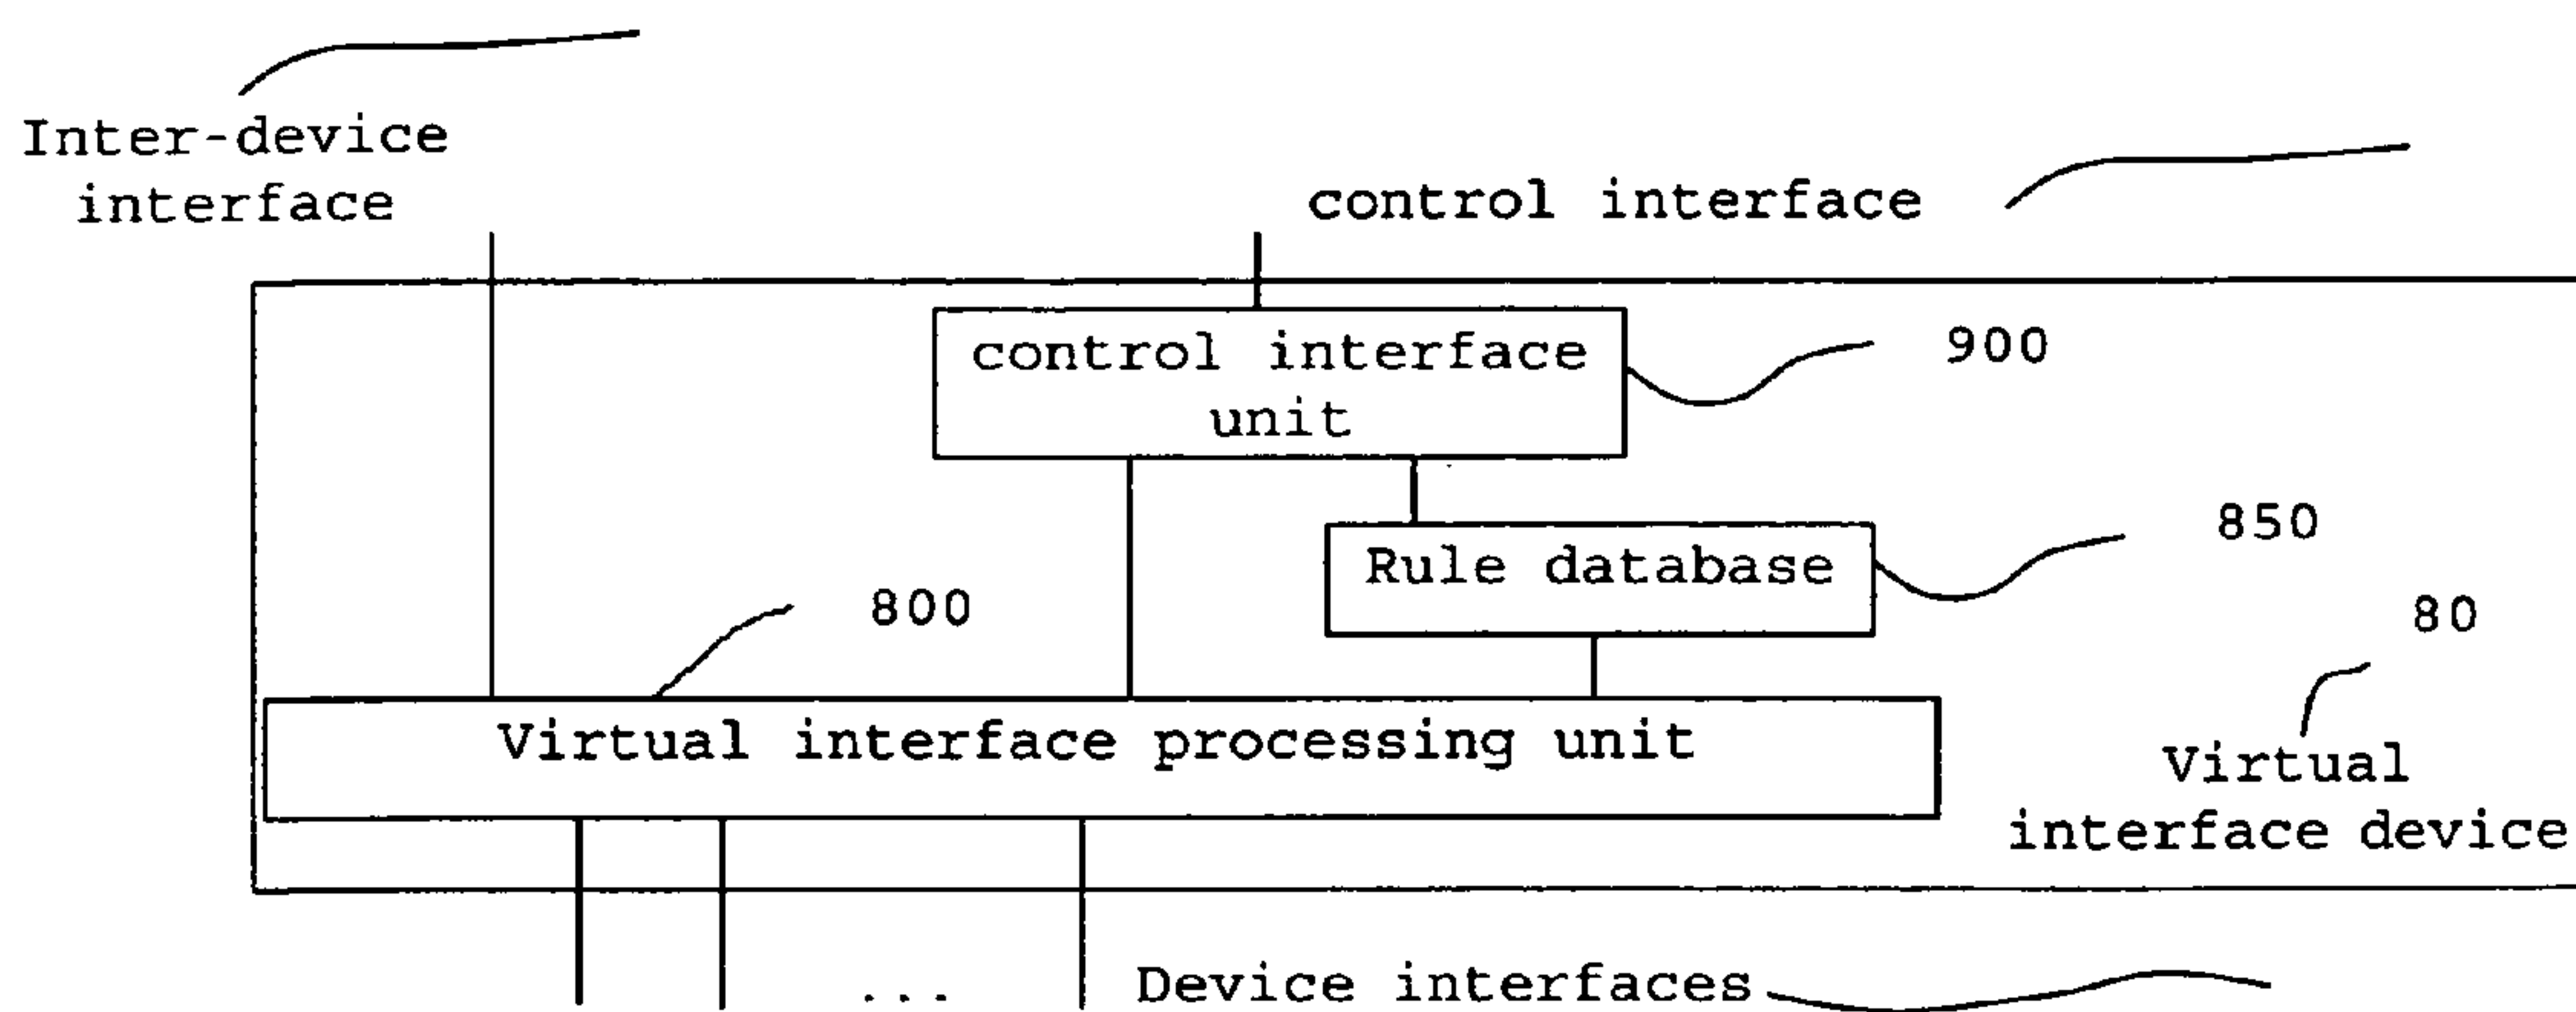 Inter-device
interface
control interface
control interface
unit
900
Rule database
850
800
80
Virtual interface processing unit
Virtual
interface device
...
Device interfaces